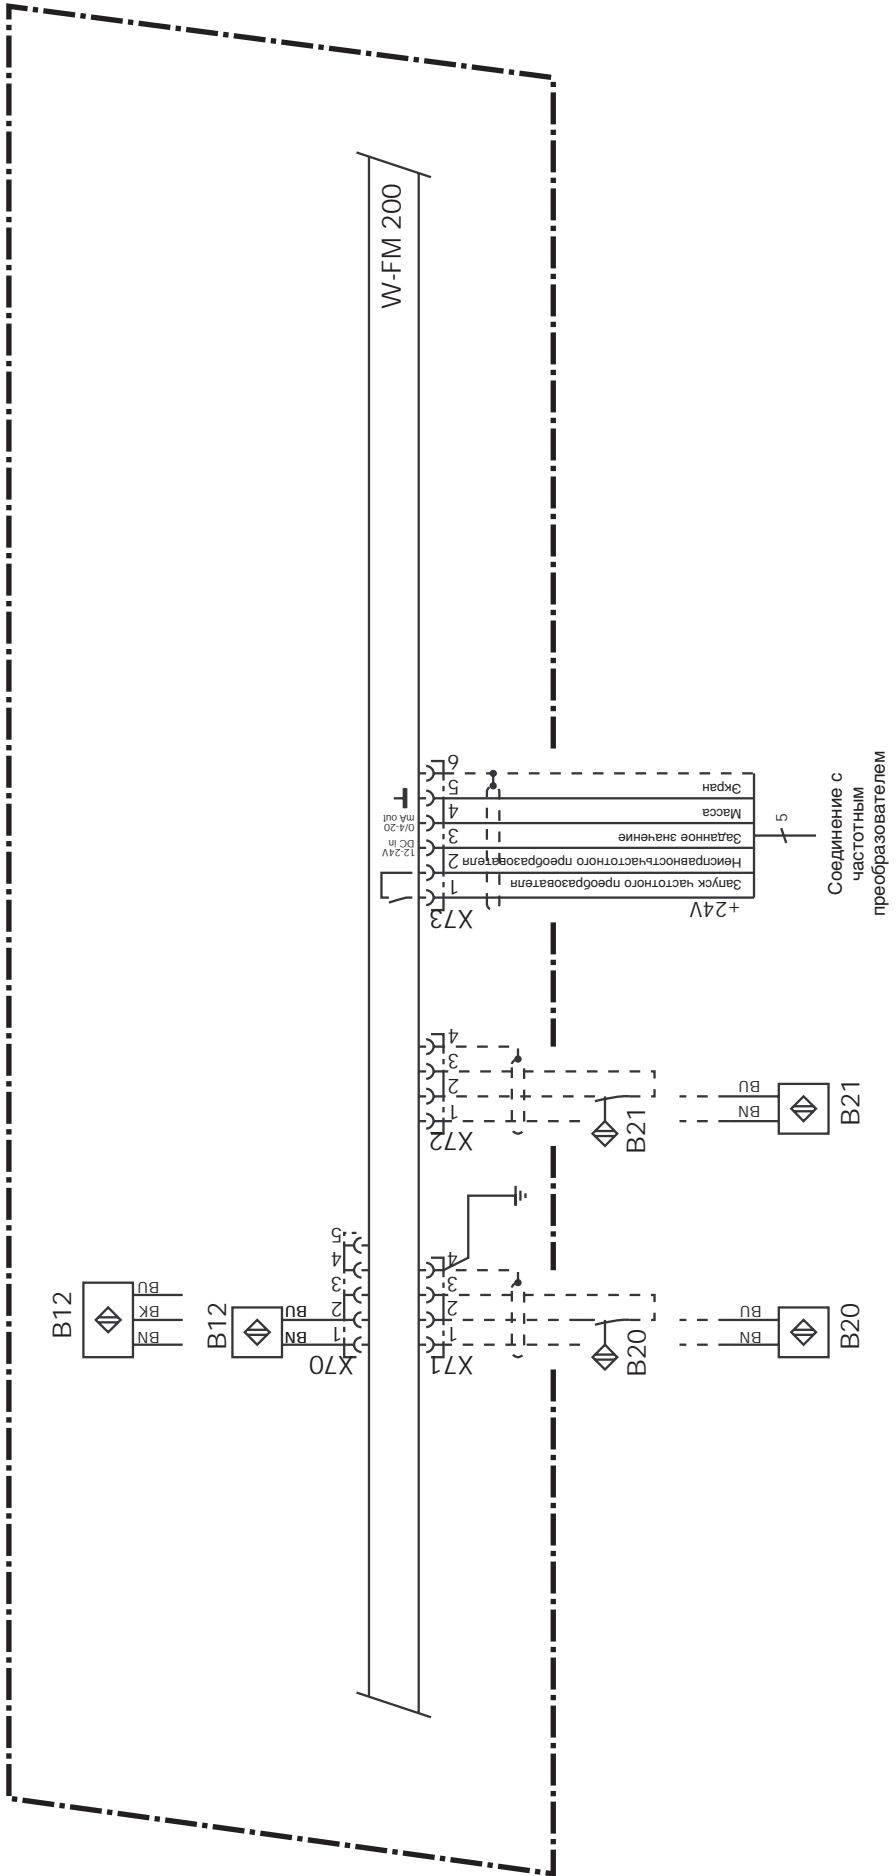 W-FM 200
6
5
4
3
2
1
X73
0/4-20
mA out
12-24V
DC in
Экран
Масса
Заданное значение
Неисправностьчастотного преобразователя
Запуск частотного преобразователя
+24V
5
Соединение с
частотным
преобразователем
4
3
2
1
X72
B21
BU
BN
B21
5
4
3
2
1
X70
B12
BU
BK
BN
B12
BU
BN
4
3
2
1
X71
B20
BU
BN
B20